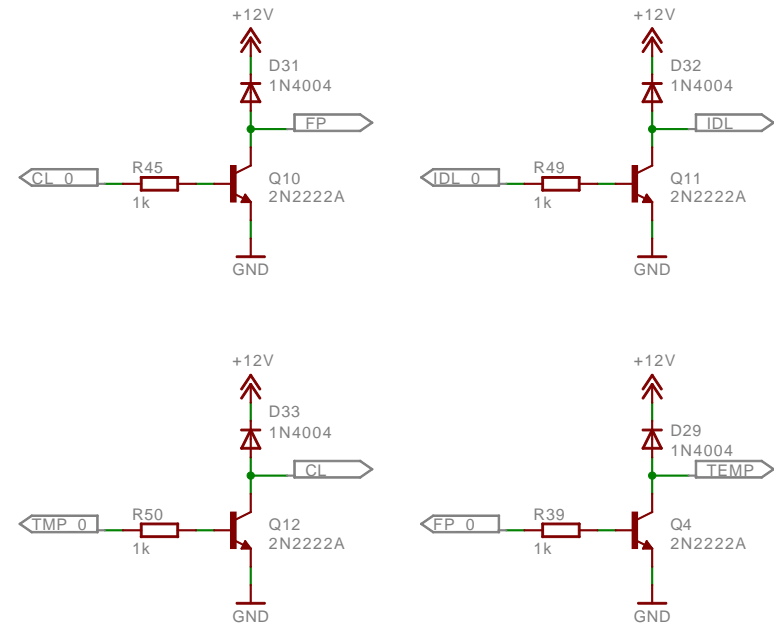 +12V
D31
1N4004
FP
CL_0
R45
1k
Q10
2N2222A
GND
+12V
D32
1N4004
IDL
IDL_0
R49
1k
Q11
2N2222A
GND
+12V
D33
1N4004
CL
TMP_0
R50
1k
Q12
2N2222A
GND
+12V
D29
1N4004
TEMP
FP_0
R39
1k
Q4
2N2222A
GND